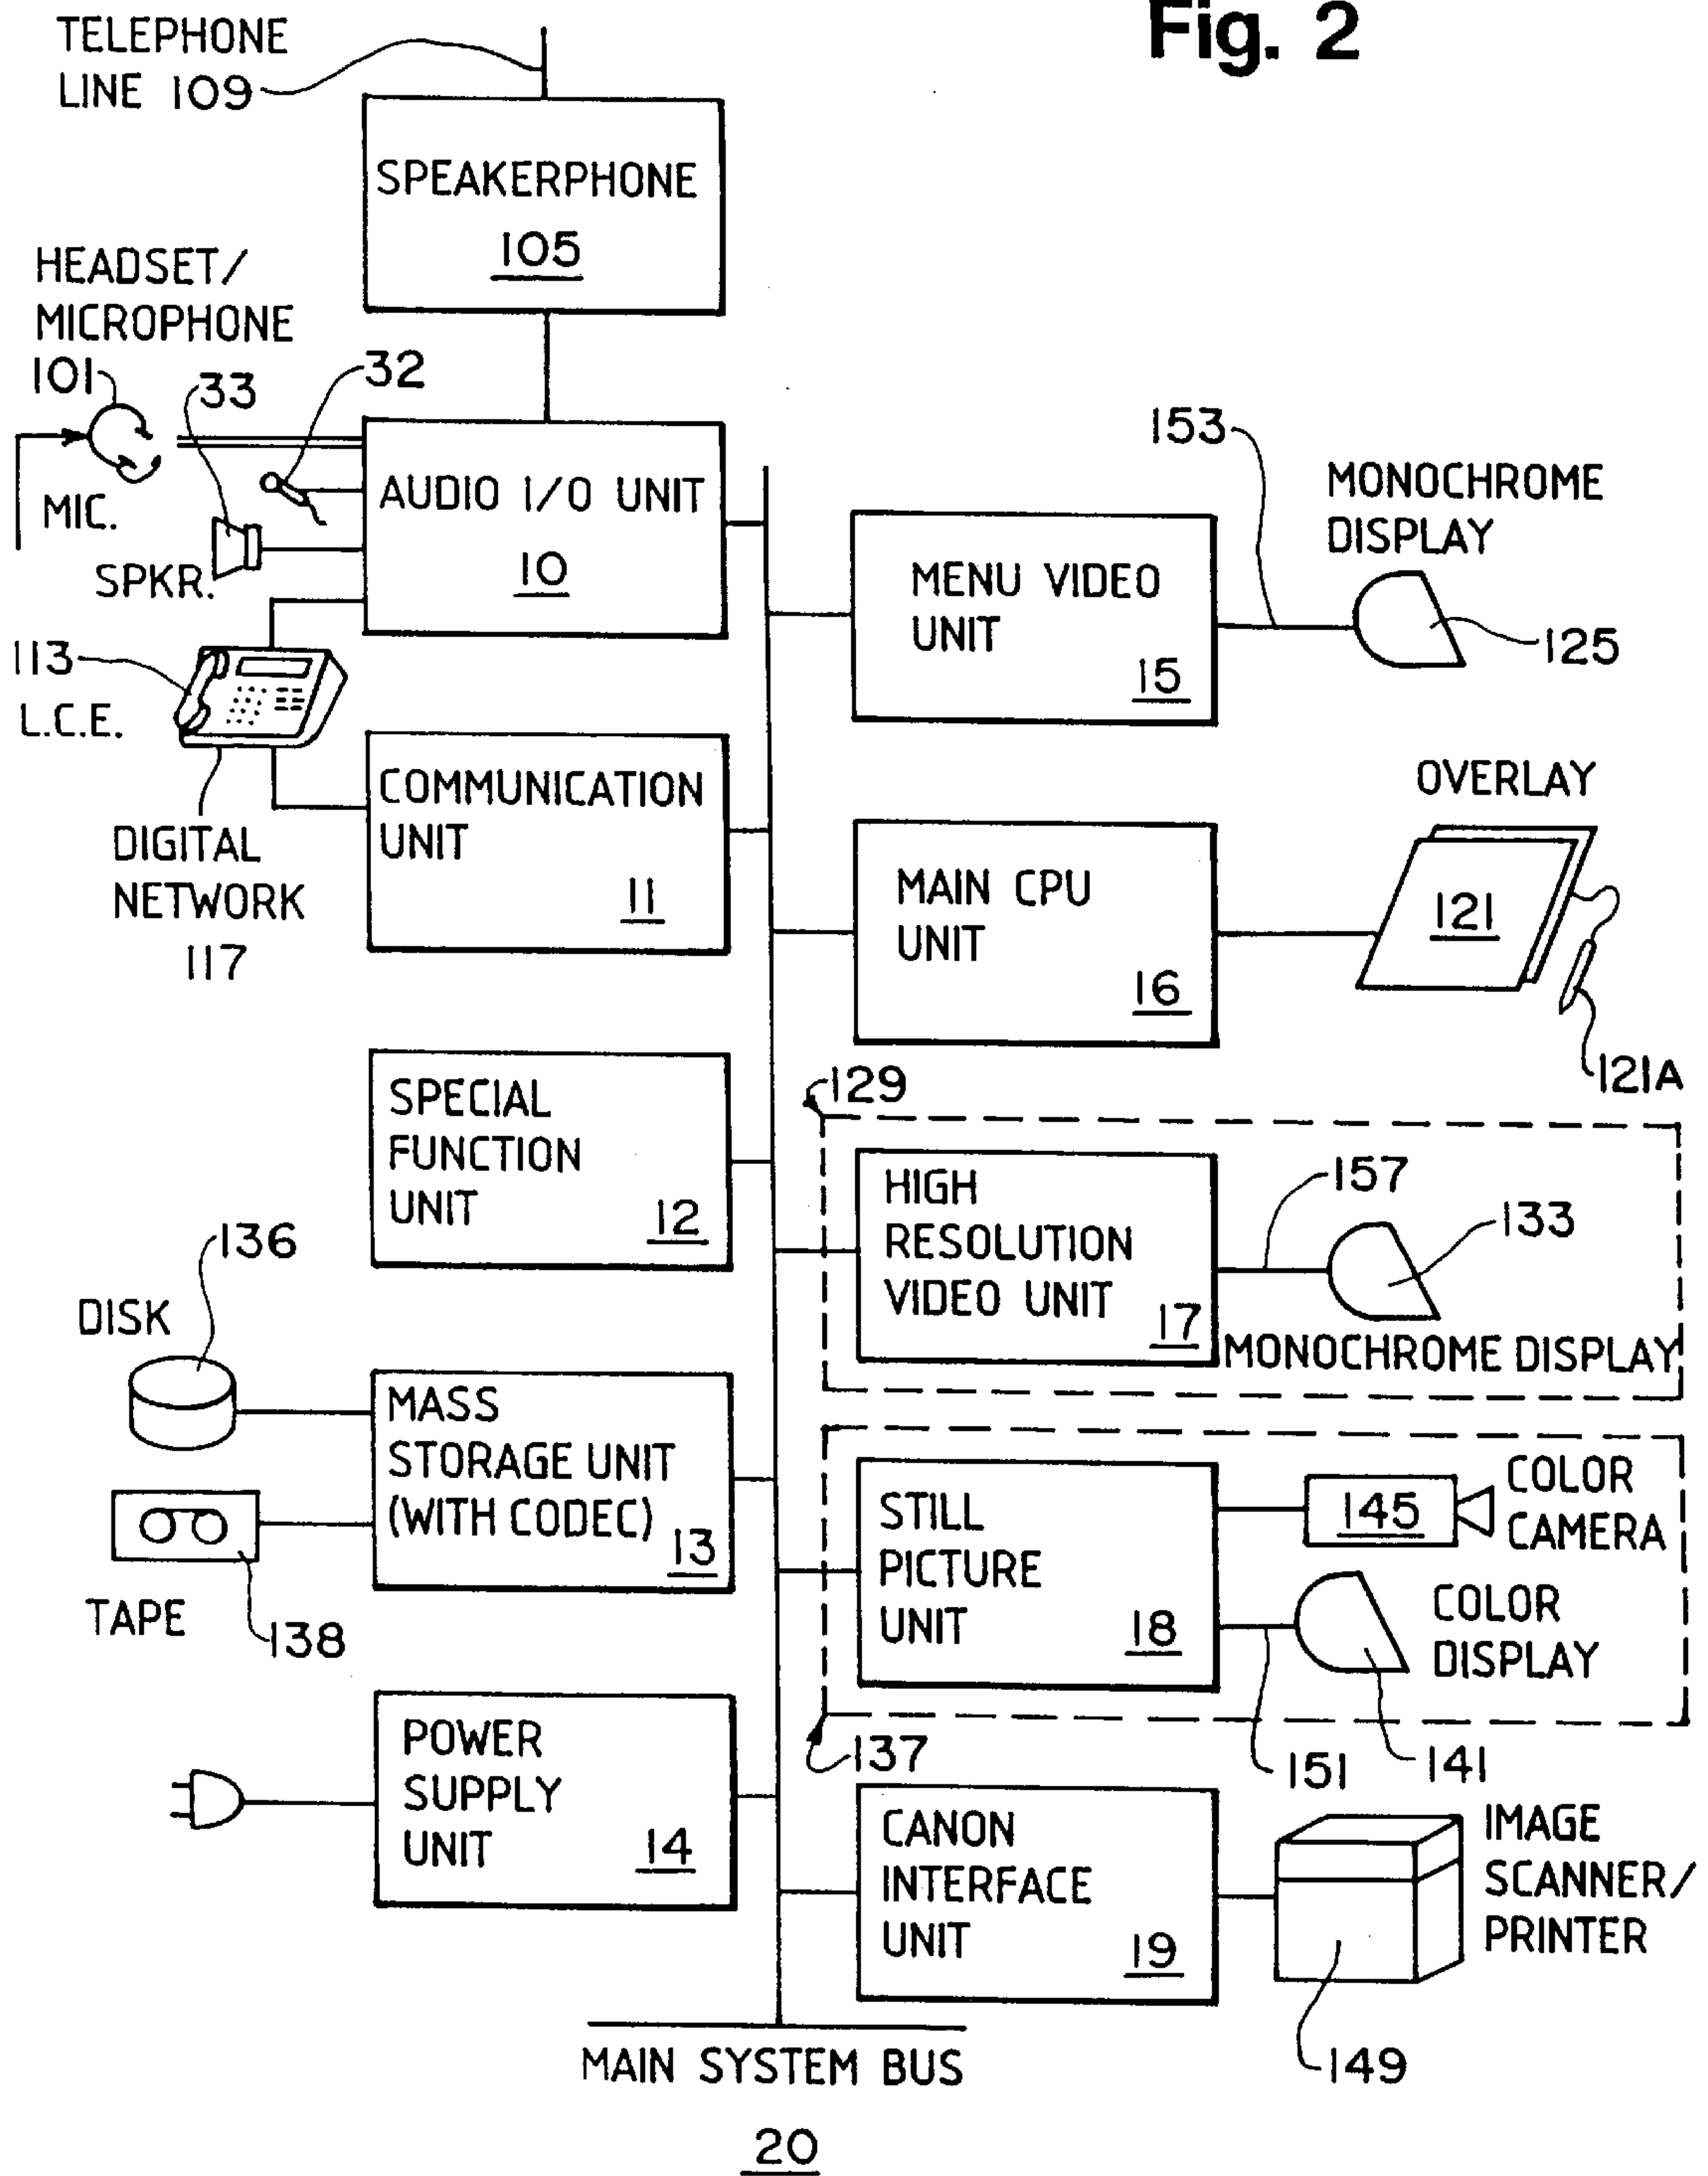 Fig. 2
TELEPHONE
LINE 109
SPEAKERPHONE
105
HEADSET/
MICROPHONE
101
33
32
MIC.
SPKR.
AUDIO I/O UNIT
10
113
L.C.E.
DIGITAL
NETWORK
117
COMMUNICATION
UNIT
11
SPECIAL
FUNCTION
UNIT
12
136
DISK
MASS
STORAGE UNIT
(WITH CODEC)
13
TAPE
138
POWER
SUPPLY
UNIT
14
153
MONOCHROME
DISPLAY
MENU VIDEO
UNIT
15
125
OVERLAY
MAIN CPU
UNIT
16
121
121A
129
HIGH
RESOLUTION
VIDEO UNIT
17
157
133
MONOCHROME DISPLAY
STILL
PICTURE
UNIT
18
145
COLOR
CAMERA
COLOR
DISPLAY
137
151
141
CANON
INTERFACE
UNIT
19
IMAGE
SCANNER/
PRINTER
149
MAIN SYSTEM BUS
20